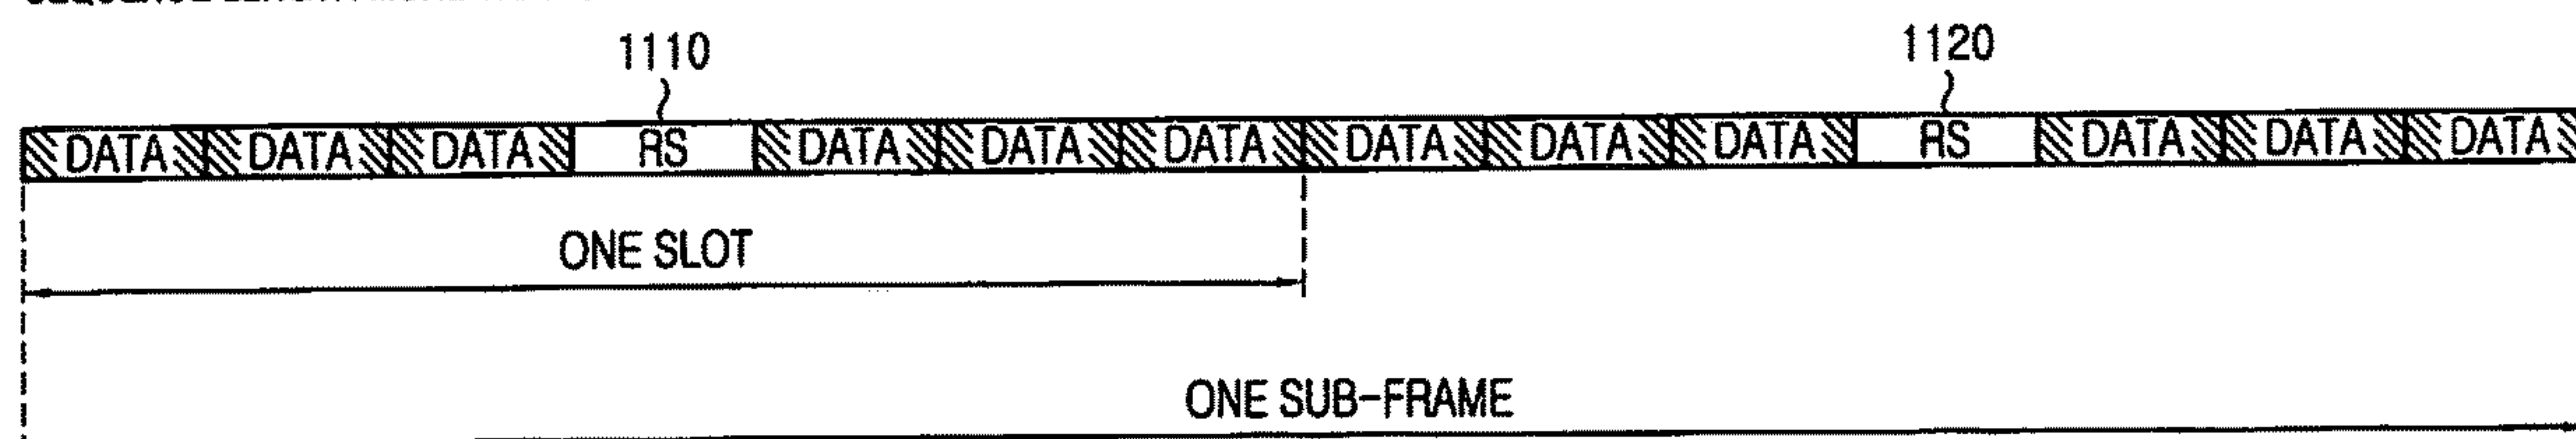 1110 1120
DATA DATA DATA RS DATA DATA DATA DATA DATA DATA RS DATA DATA DATA
ONE SLOT
ONE SUB-FRAME